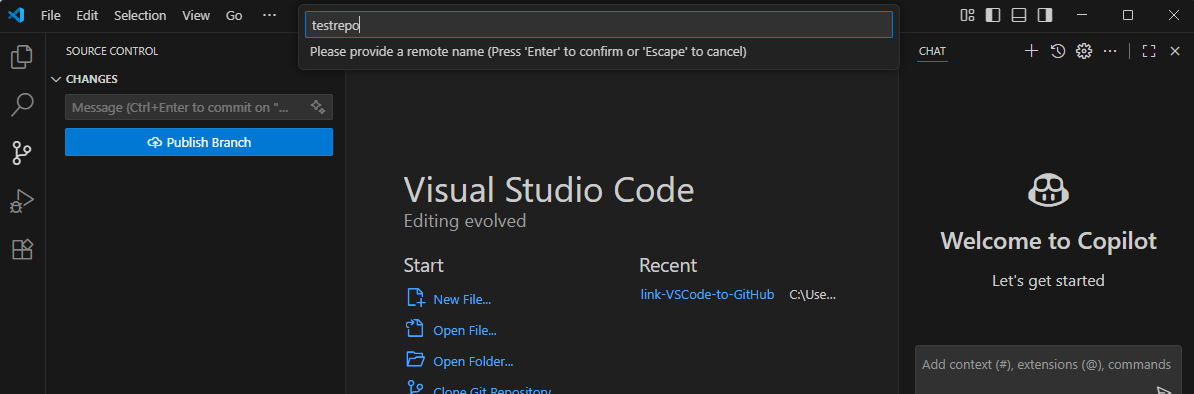 File Edit Selection View Go ···
testrepo
Please provide a remote name (Press 'Enter' to confirm or 'Escape' to cancel)
SOURCE CONTROL
CHANGES
Message (Ctrl+Enter to commit on "...
Publish Branch
Visual Studio Code
Editing evolved
Start
New File...
Open File...
Open Folder...
Clone Git Repository...
Recent
link-VSCode-to-GitHub C:\Use...
CHAT
Welcome to Copilot
Let's get started
Add context (#), extensions (@), commands